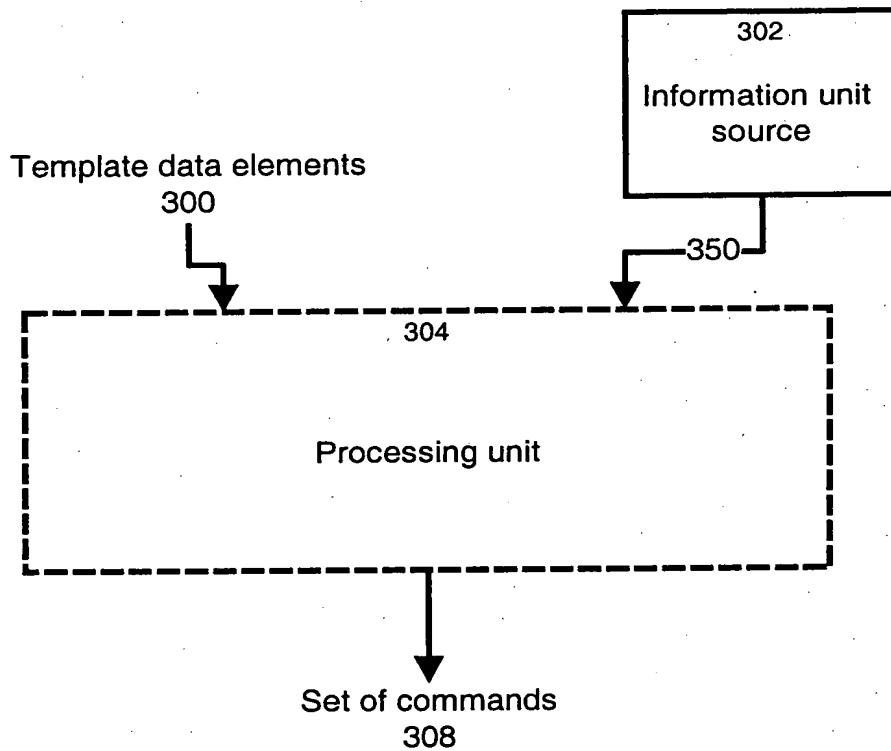 302
Information unit
source
Template data elements
300
350
304
Processing unit
Set of commands
308